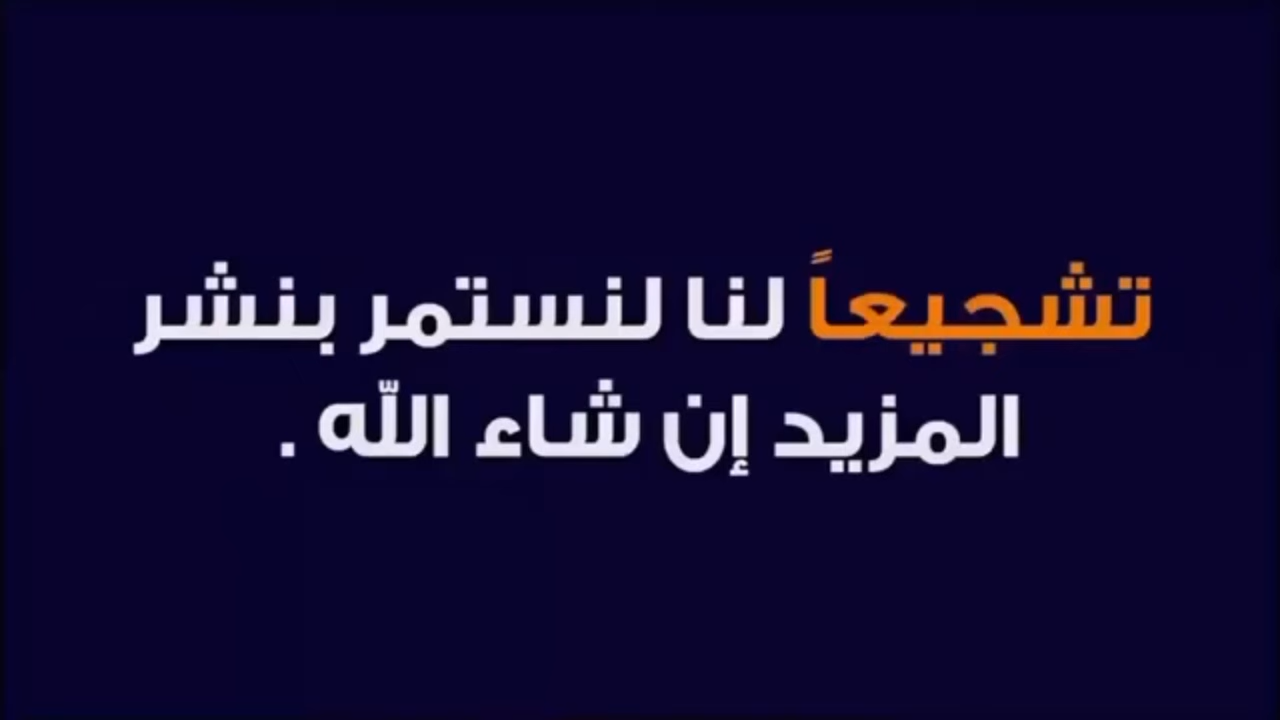 تشجيعاً لنا لنستمر بنشر
المزيد إن شاء اللّه .